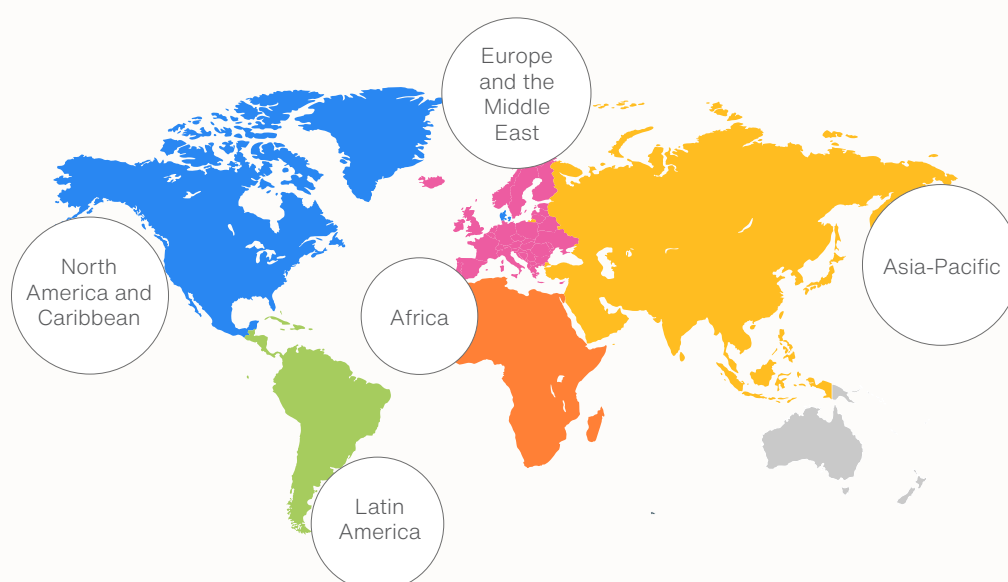 Europe
and the
Middle
East
North
America and
Caribbean
Africa
Asia-Pacific
Latin
America